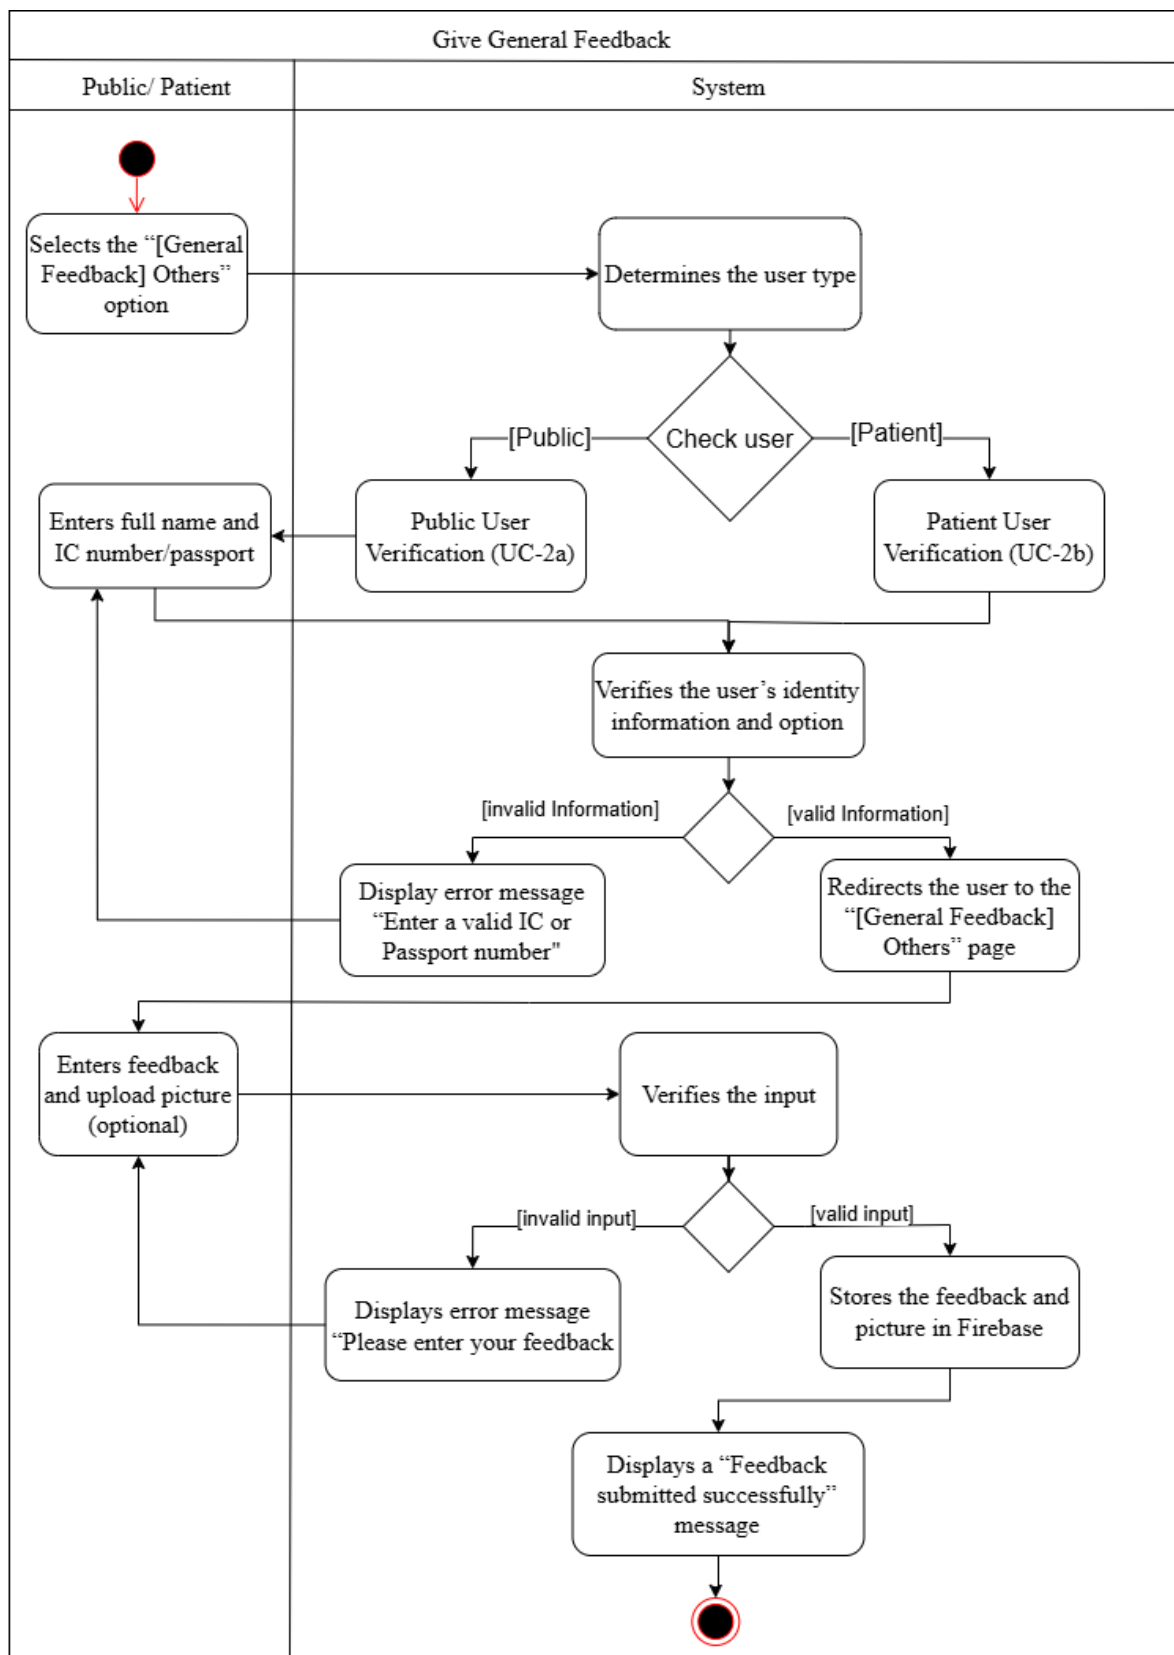 Give General Feedback
Public/ Patient
System
Selects the “[General
Feedback] Others”
option
Determines the user type
Check user
[Public]
[Patient]
Enters full name and
IC number/passport
Public User
Verification (UC-2a)
Patient User
Verification (UC-2b)
Verifies the user’s identity
information and option
[invalid Information]
[valid Information]
Display error message
“Enter a valid IC or
Passport number"
Redirects the user to the
“[General Feedback]
Others” page
Enters feedback
and upload picture
(optional)
Verifies the input
[invalid input]
[valid input]
Displays error message
“Please enter your feedback
Stores the feedback and
picture in Firebase
Displays a “Feedback
submitted successfully”
message